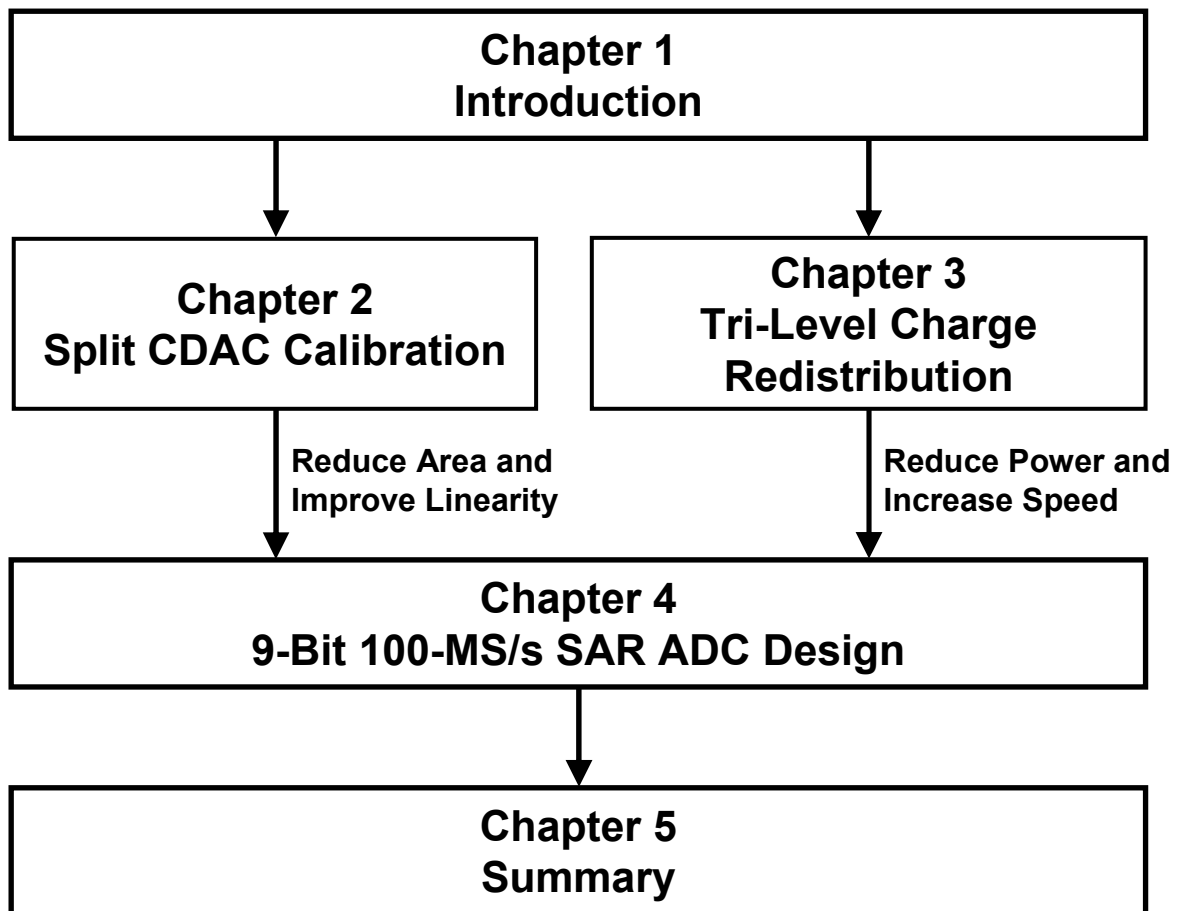 Chapter 1
Introduction
Chapter 2
Split CDAC Calibration
Chapter 3
Tri-Level Charge
Redistribution
Reduce Area and
Improve Linearity
Reduce Power and
Increase Speed
Chapter 4
9-Bit 100-MS/s SAR ADC Design
Chapter 5
Summary